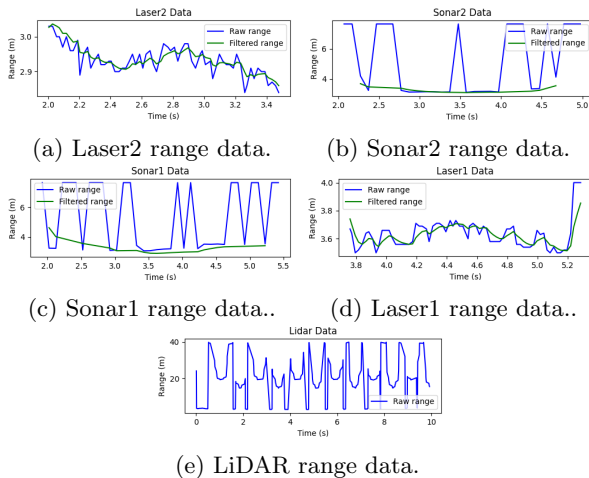 Laser2 Data
Range (m)
3.0
2.9
Raw range
Filtered range
2.0 2.2 2.4 2.6 2.8 3.0 3.2 3.4
Time (s)
(a) Laser2 range data.
Sonar2 Data
Range (m)
6
4
Raw range
Filtered range
2.0 2.5 3.0 3.5 4.0 4.5 5.0
Time (s)
(b) Sonar2 range data.
Sonar1 Data
Range (m)
6
4
Raw range
Filtered range
2.0 2.5 3.0 3.5 4.0 4.5 5.0 5.5
Time (s)
(c) Sonar1 range data..
Laser1 Data
Range (m)
4.0
3.8
3.6
Raw range
Filtered range
3.8 4.0 4.2 4.4 4.6 4.8 5.0 5.2
Time (s)
(d) Laser1 range data..
Lidar Data
Range (m)
40
20
Raw range
0 2 4 6 8 10
Time (s)
(e) LiDAR range data.